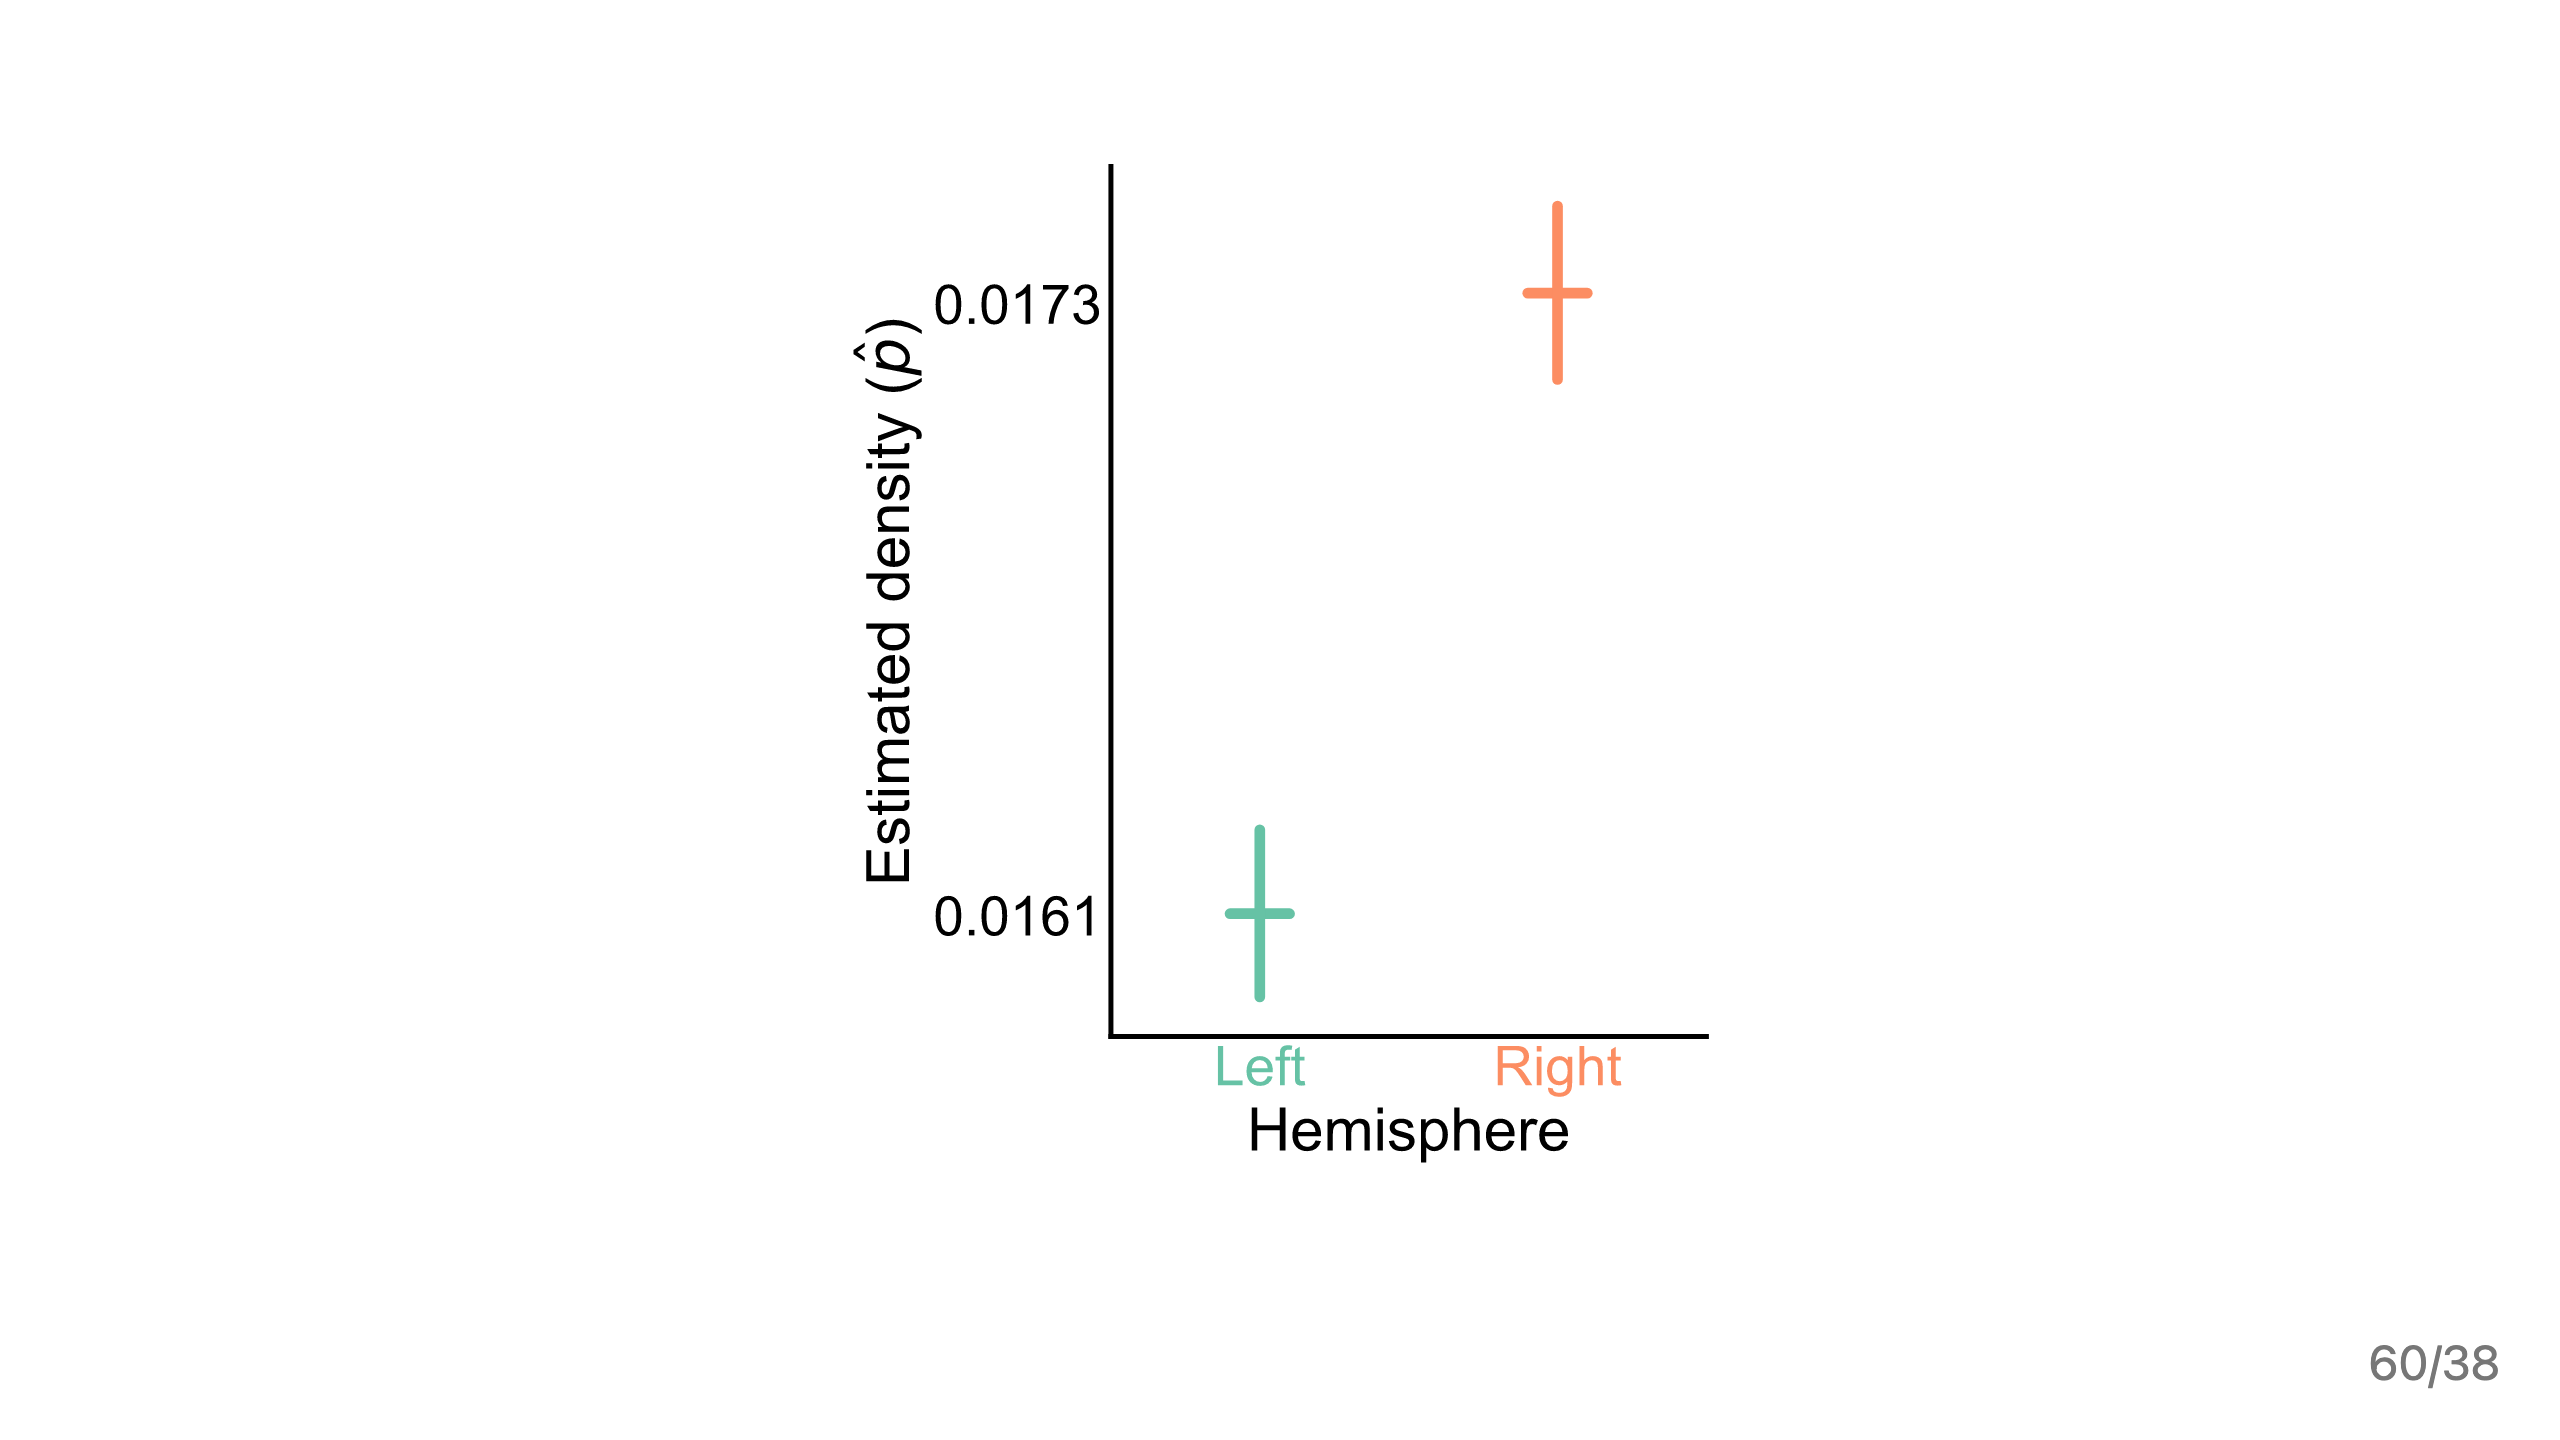 Estimated density (p̂)
0.0173
0.0161
Left
Right
Hemisphere
60/38